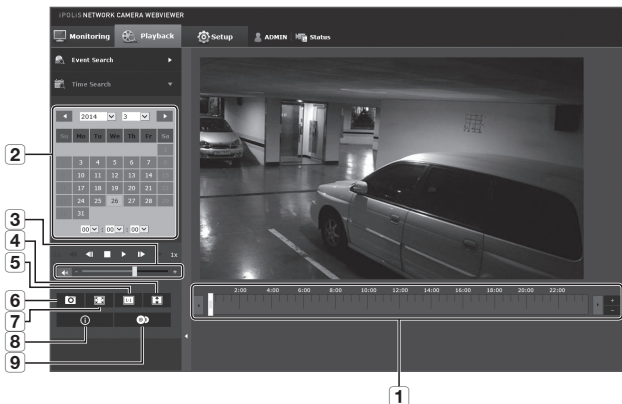 iPOLiS NETWORK CAMERA WEBVIEWER
Monitoring Playback Setup ADMIN Status
Event Search
Time Search
2014 3
Su Mo Tu We Th Fr Sa
3 4 5 6 7
10 11 12 13 14
17 18 19 20 21
24 25 26 27 28
31
00 : 00 : 00
1x
- +
1:1
2:00 4:00 6:00 8:00 10:00 12:00 14:00 16:00 18:00 20:00 22:00
+
-
2
3
4
5
6
7
8
9
1